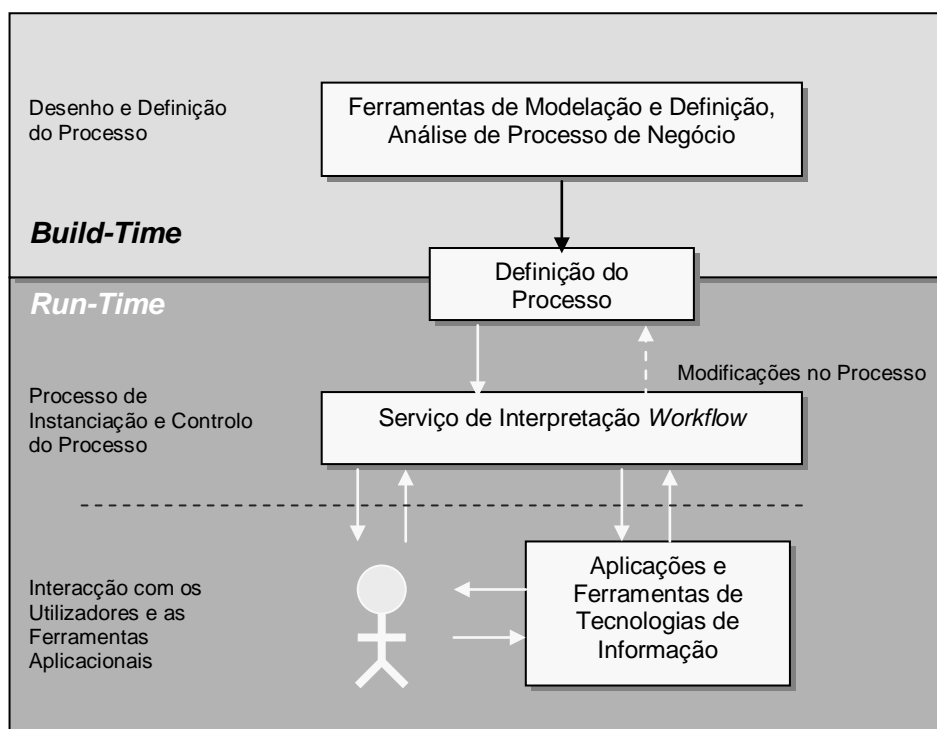 Desenho e Definição
do Processo
Ferramentas de Modelação e Definição,
Análise de Processo de Negócio
Build-Time
Definição do
Processo
Run-Time
Modificações no Processo
Processo de
Instanciação e Controlo
do Processo
Serviço de Interpretação Workflow
Interacção com os
Utilizadores e as
Ferramentas
Aplicacionais
Aplicações e
Ferramentas de
Tecnologias de
Informação